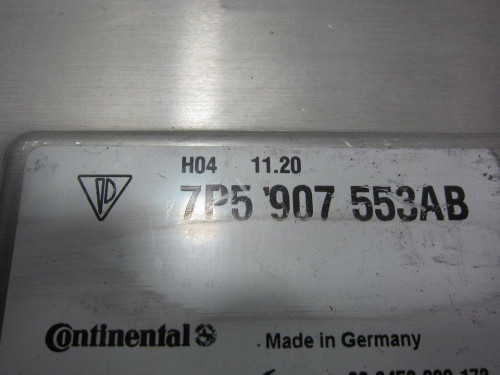 H04 11.20
7P5 907 553AB
Continental
Made in Germany